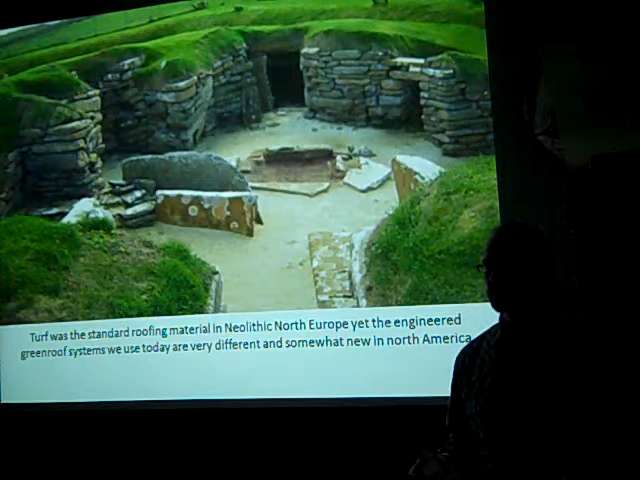 Turf was the standard roofing material in Neolithic North Europe yet the engineered
greenroof systems we use today are very different and somewhat new in north America